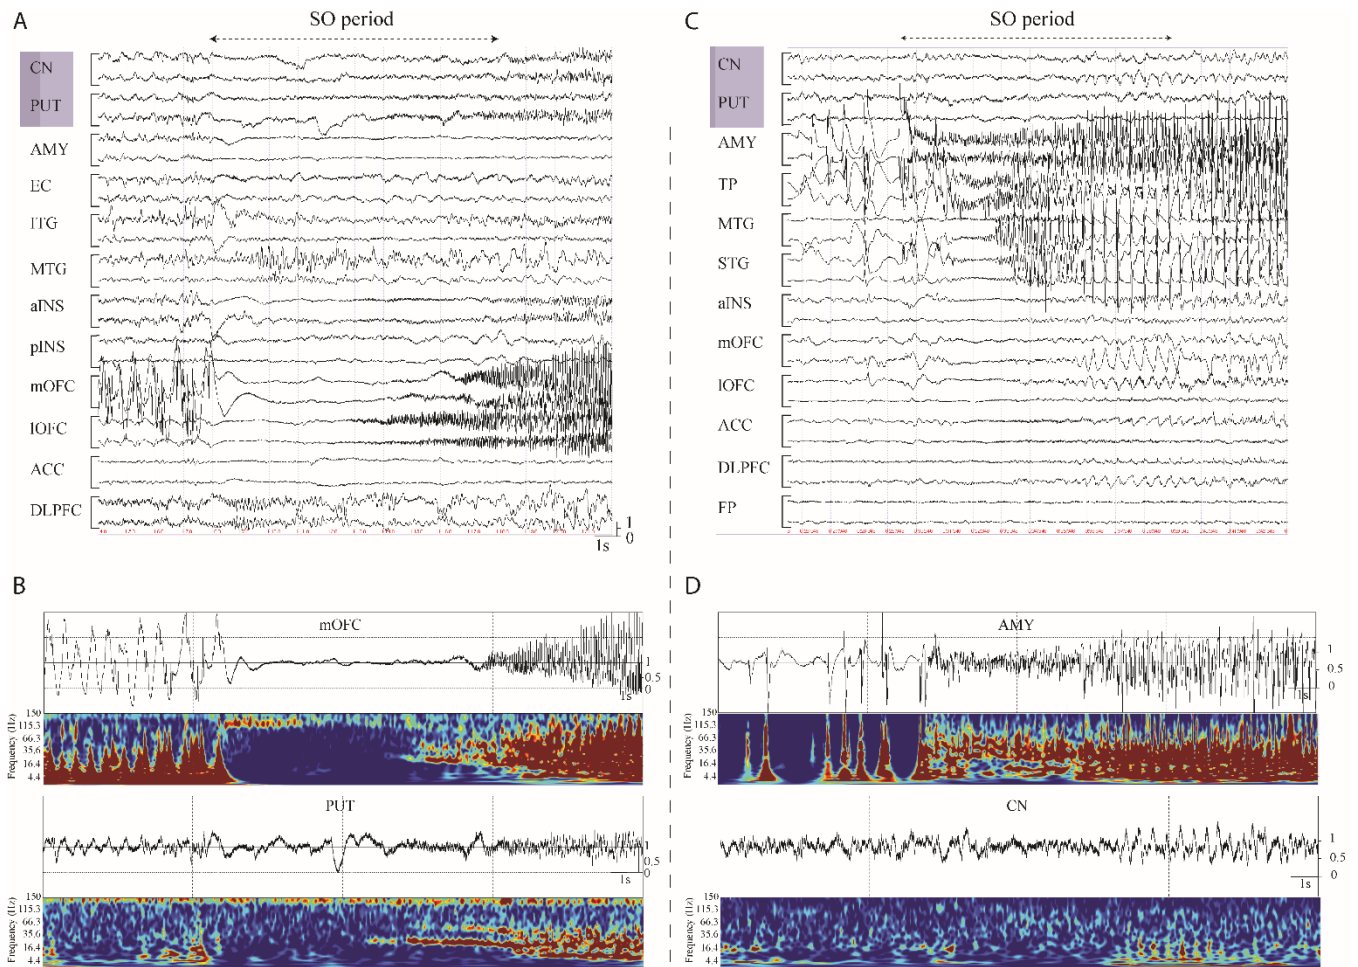 A
SO period
CN
PUT
AMY
EC
ITG
MTG
aINS
pINS
mOFC
lOFC
ACC
DLPFC
1
0
1s
C
SO period
CN
PUT
AMY
TP
MTG
STG
aINS
mOFC
lOFC
ACC
DLPFC
FP
B
mOFC
1
0.5
0
1s
Frequency (Hz)
150
115.3
66.3
35.6
16.4
4.4
PUT
1
0.5
0
1s
Frequency (Hz)
150
115.3
66.3
35.6
16.4
4.4
D
AMY
1
0.5
0
1s
Frequency (Hz)
150
115.3
66.3
35.6
16.4
4.4
CN
1
0.5
0
1s
Frequency (Hz)
150
115.3
66.3
35.6
16.4
4.4